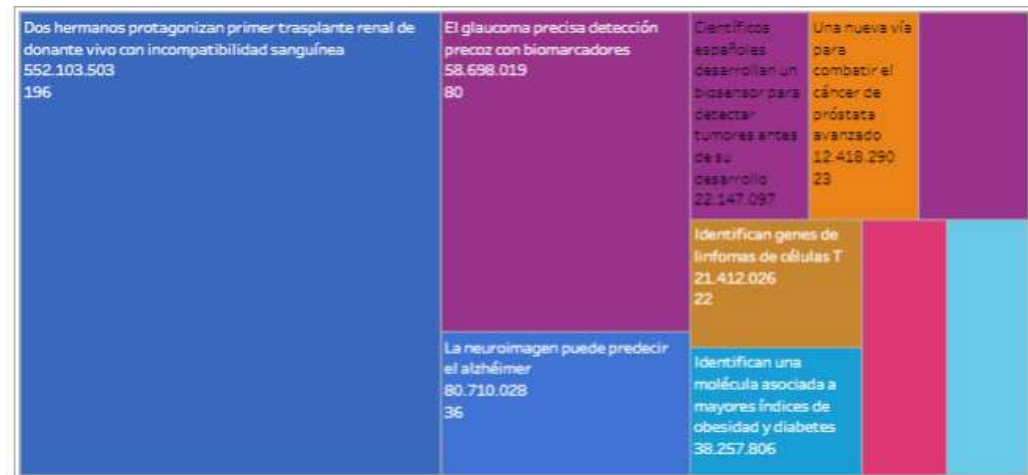 Dos hermanos protagonizan primer trasplante renal de
donante vivo con incompatibilidad sanguínea
552.103.503
196
El glaucoma precisa detección
precoz con biomarcadores
58.698.019
80
La neuroimagen puede predecir
el alzhéimer
80.710.028
36
Científicos
españoles
desarrollan un
biosensor para
detectar
tumores antes
de su
desarrollo
22.147.097
Una nueva vía
para
combatir el
cáncer de
próstata
avanzado
12.418.290
23
Identifican genes de
linfomas de células T
21.412.026
22
Identifican una
molécula asociada a
mayores índices de
obesidad y diabetes
38.257.806